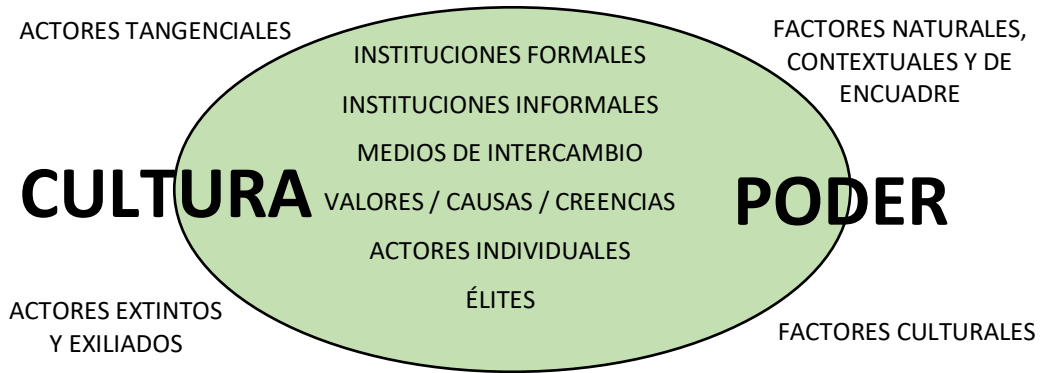 ACTORES TANGENCIALES
FACTORES NATURALES,
CONTEXTUALES Y DE
ENCUADRE
INSTITUCIONES FORMALES
INSTITUCIONES INFORMALES
MEDIOS DE INTERCAMBIO
CULTURA
VALORES / CAUSAS / CREENCIAS
PODER
ACTORES INDIVIDUALES
ÉLITES
ACTORES EXTINTOS
Y EXILIADOS
FACTORES CULTURALES